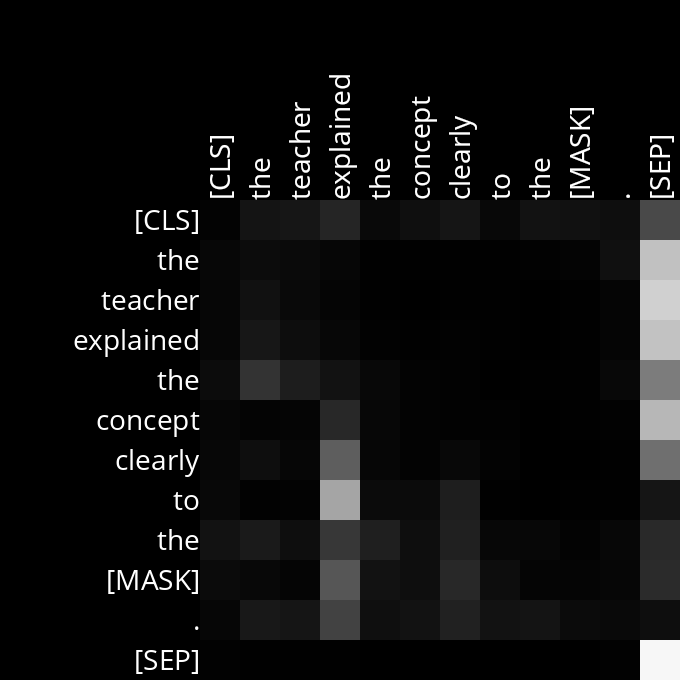 [CLS] the teacher explained the concept clearly to the [MASK] . [SEP]
[CLS]
the
teacher
explained
the
concept
clearly
to
the
[MASK]
.
[SEP]